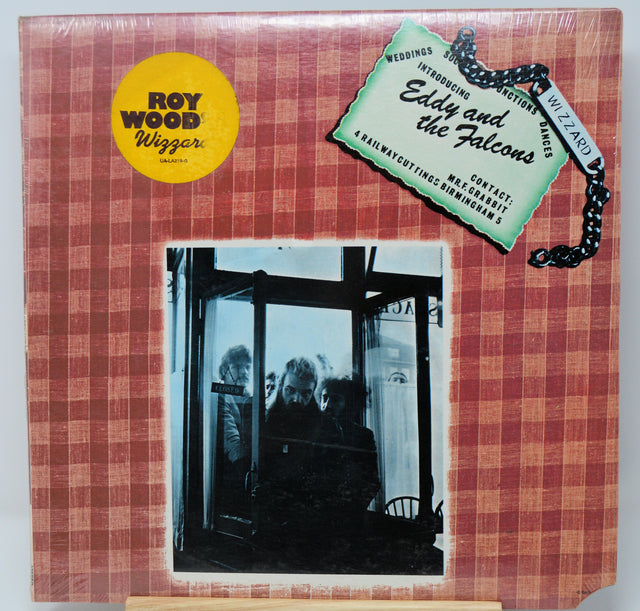 ROY
WOOD
Wizzard
UA-LA219-G
WEDDINGS DANCES
INTRODUCING
Eddy and
the Falcons
CONTACT:
MR.F.GRABBIT
4 RAILWAY CUTTINGS BIRMINGHAM 5
WIZZARD
CLOSED